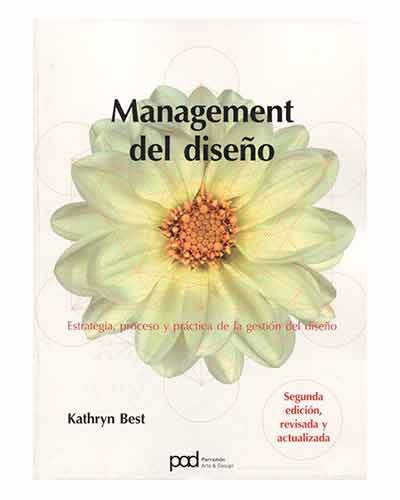 Management
del diseño
Estrategia, proceso y práctica de la gestión del diseño
Segunda
edición,
revisada y
actualizada
Kathryn Best
pad
Parramón
Arts & Design